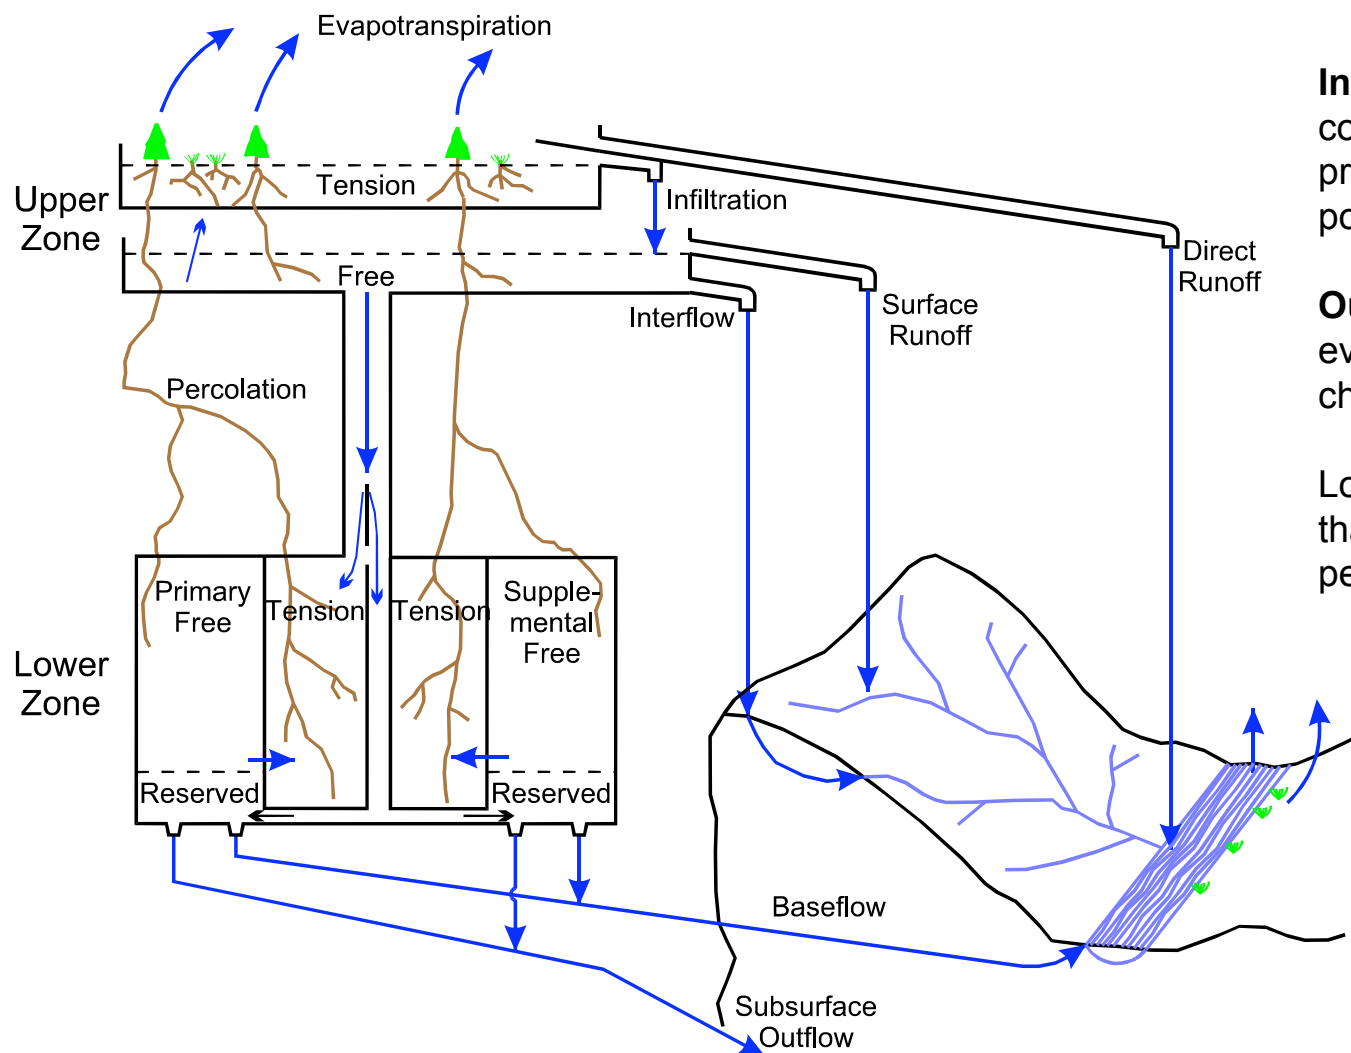 Evapotranspiration
Upper
Zone
Tension
Infiltration
Free
Interflow
Surface
Runoff
Direct
Runoff
Percolation
Lower
Zone
Primary
Free
Tension
Tension
Supple-
mental
Free
Reserved
Reserved
Baseflow
Subsurface
Outflow